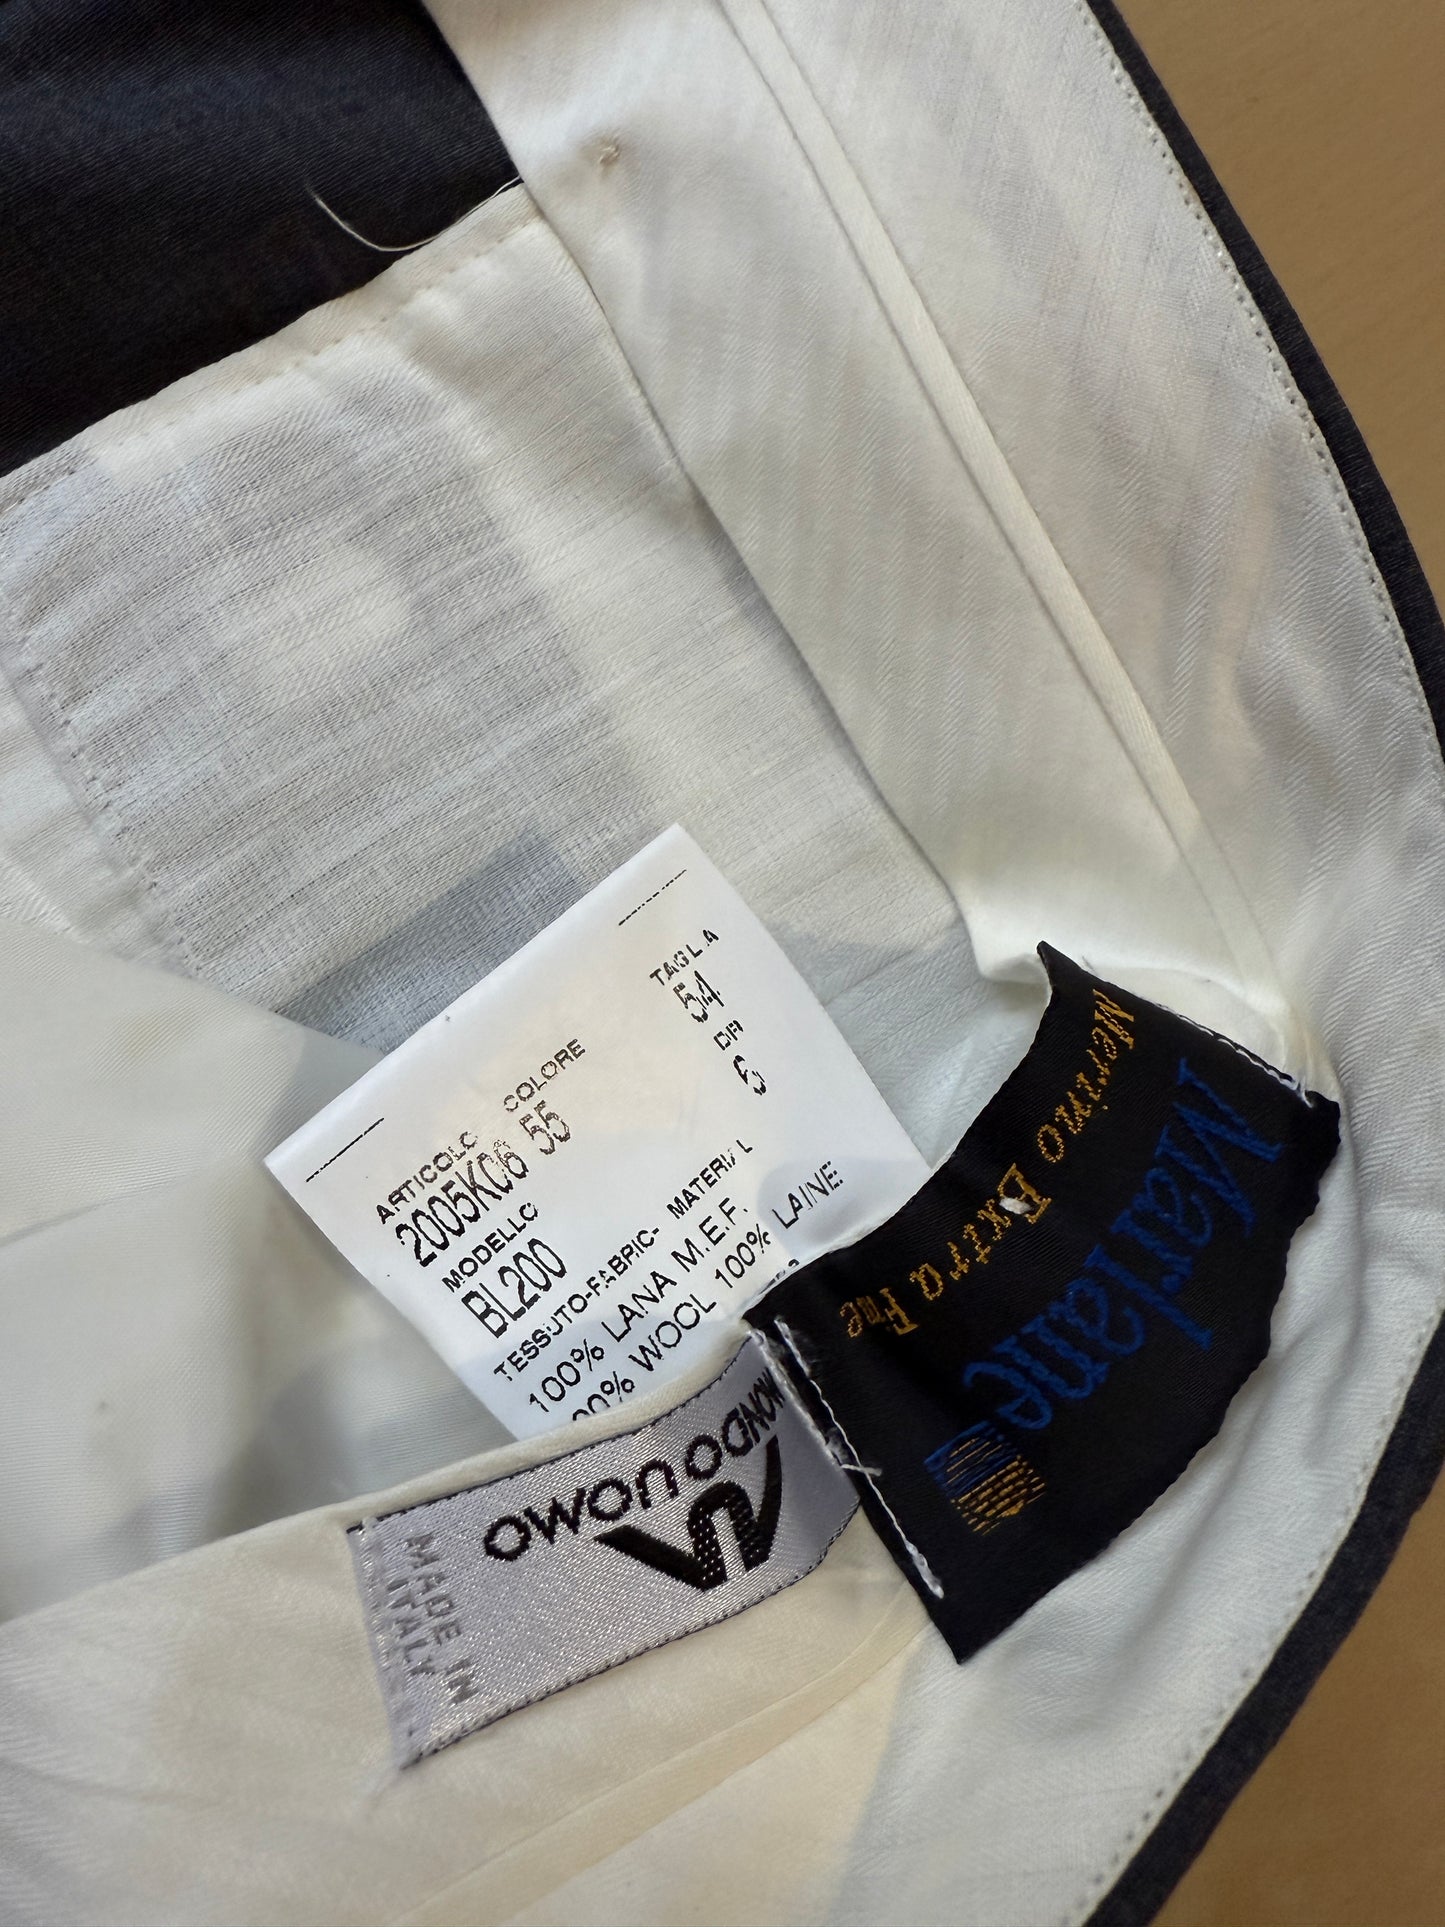 TAGLIA
54
DR
6
ARTICOLO COLORE
2005K06 55
MODELLO
BL200
TESSUTO-FABRIC- MATERIAL
100% LANA M.E.F.
100% WOOL 100% LAINE
Merino Extra Fine
Marlane
MONDOUOMO
MADE IN
ITALY